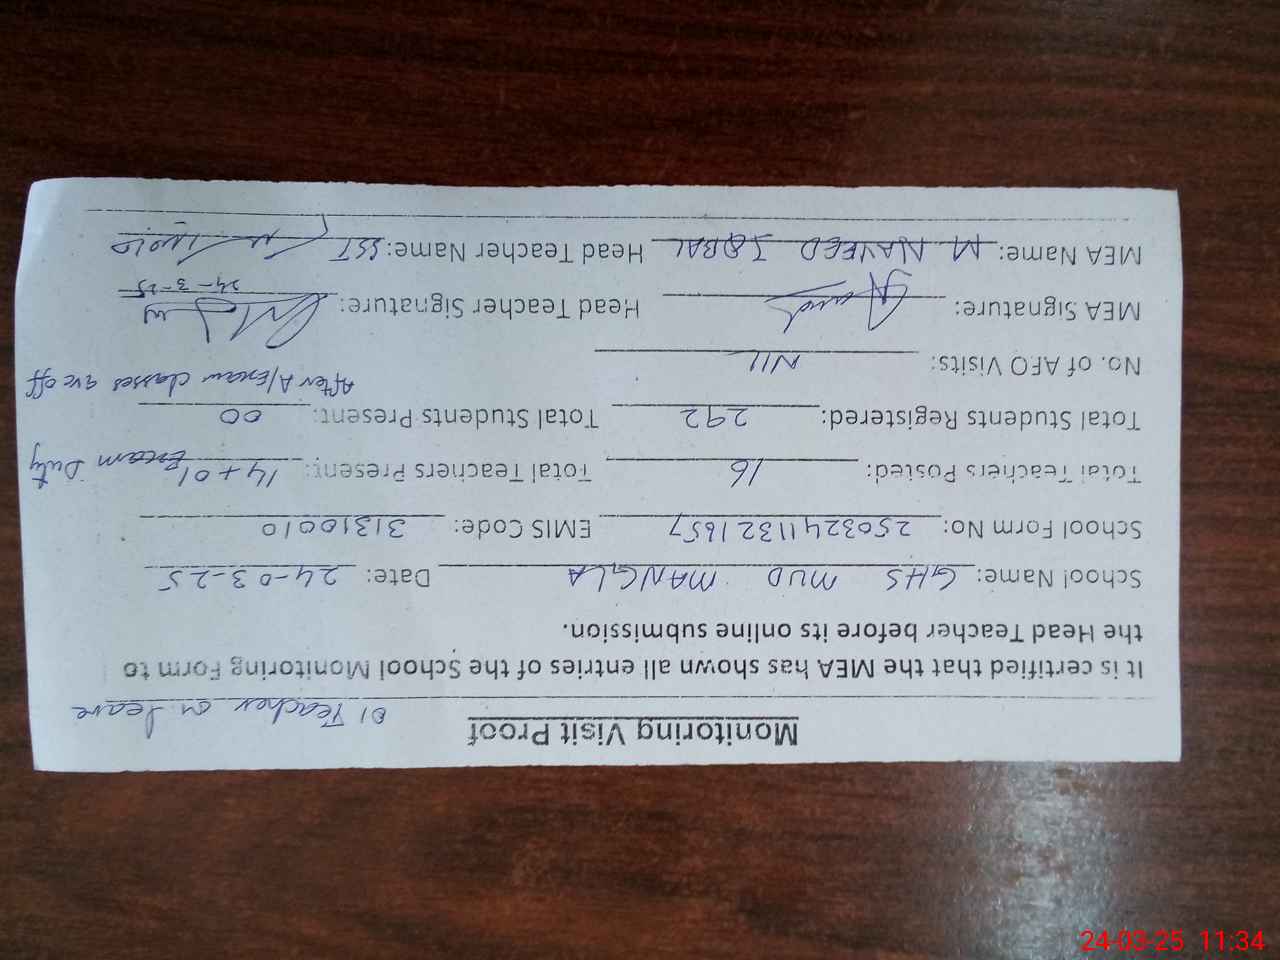 Monitoring Visit Proof
01 Teacher on leave
It is certified that the MEA has shown all entries of the School Monitoring Form to
the Head Teacher before its online submission.
School Name: GHS MUD MANGLA Date: 24-03-25
School Form No: 25032411321657 EMIS Code: 31310010
Total Teachers Posted: 16 Total Teachers Present: 14+01 Exam Duty
Total Students Registered: 292 Total Students Present: 00
After A/Exam classes are off
No. of AFO Visits: NIL
MEA Signature: Head Teacher Signature:
24-3-25
MEA Name: M NAVEED IQBAL Head Teacher Name: SST
24-03-25 11:34